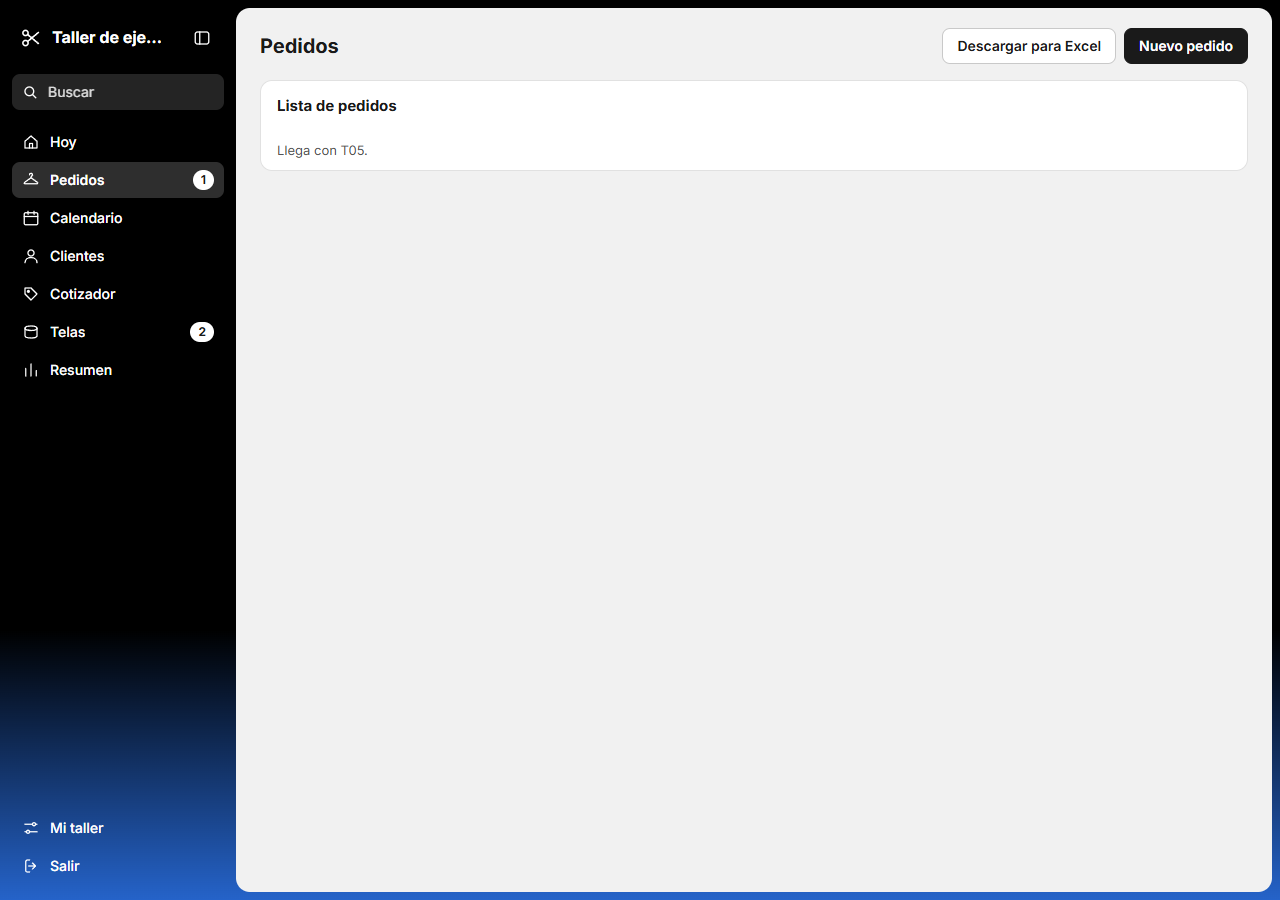 Taller de eje...
Buscar
Hoy
Pedidos 1
Calendario
Clientes
Cotizador
Telas 2
Resumen
Mi taller
Salir
Pedidos
Descargar para Excel
Nuevo pedido
Lista de pedidos
Llega con T05.